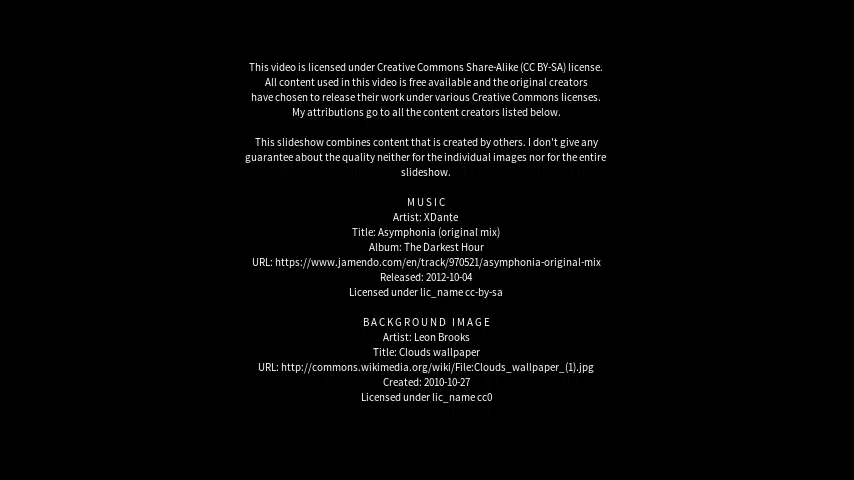 This video is licensed under Creative Commons Share-Alike (CC BY-SA) license.
All content used in this video is free available and the original creators
have chosen to release their work under various Creative Commons licenses.
My attributions go to all the content creators listed below.
This slideshow combines content that is created by others. I don't give any
guarantee about the quality neither for the individual images nor for the entire
slideshow.
MUSIC
Artist: XDante
Title: Asymphonia (original mix)
Album: The Darkest Hour
URL: https://www.jamendo.com/en/track/970521/asymphonia-original-mix
Released: 2012-10-04
Licensed under lic_name cc-by-sa
BACKGROUND IMAGE
Artist: Leon Brooks
Title: Clouds wallpaper
URL: http://commons.wikimedia.org/wiki/File:Clouds_wallpaper_(1).jpg
Created: 2010-10-27
Licensed under lic_name cc0